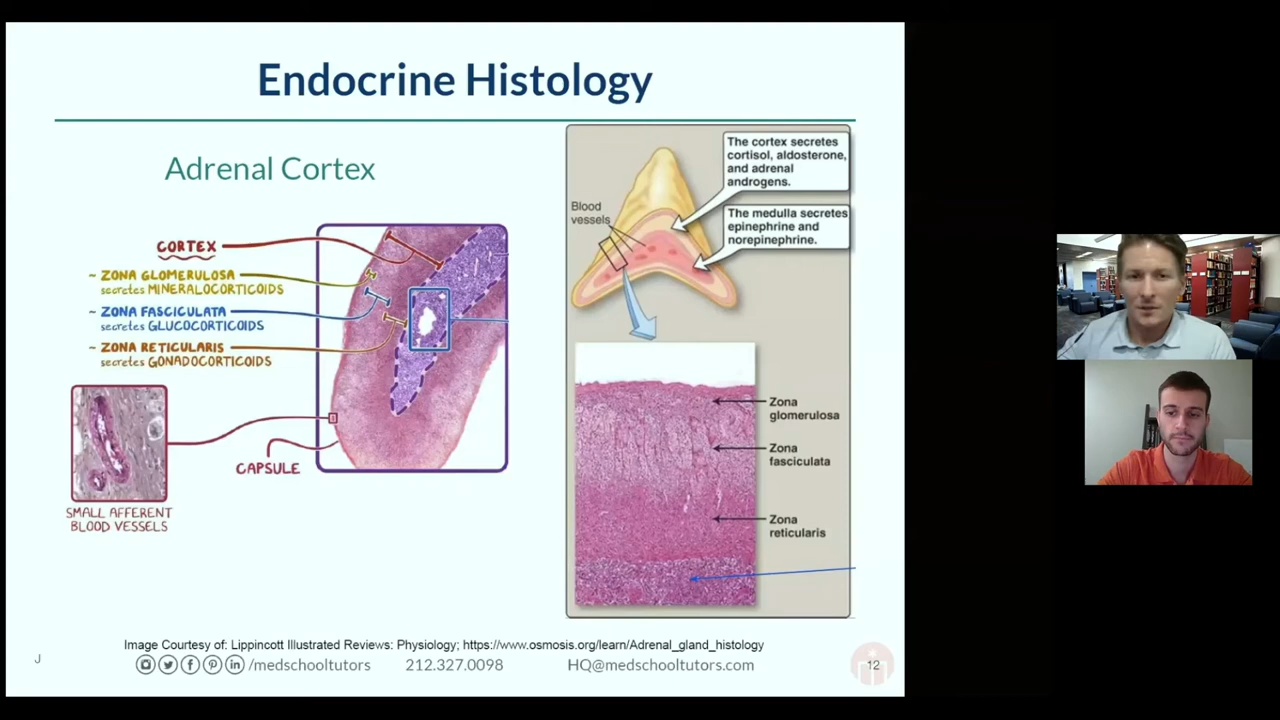 Endocrine Histology
Adrenal Cortex
CORTEX
~ ZONA GLOMERULOSA
secretes MINERALOCORTICOIDS
~ ZONA FASCICULATA
secretes GLUCOCORTICOIDS
~ ZONA RETICULARIS
secretes GONADOCORTICOIDS
CAPSULE
SMALL AFFERENT
BLOOD VESSELS
The cortex secretes
cortisol, aldosterone,
and adrenal
androgens.
Blood
vessels
The medulla secretes
epinephrine and
norepinephrine.
Zona
glomerulosa
Zona
fasciculata
Zona
reticularis
Image Courtesy of: Lippincott Illustrated Reviews: Physiology; https://www.osmosis.org/learn/Adrenal_gland_histology
J
/medschooltutors
212.327.0098
HQ@medschooltutors.com
12